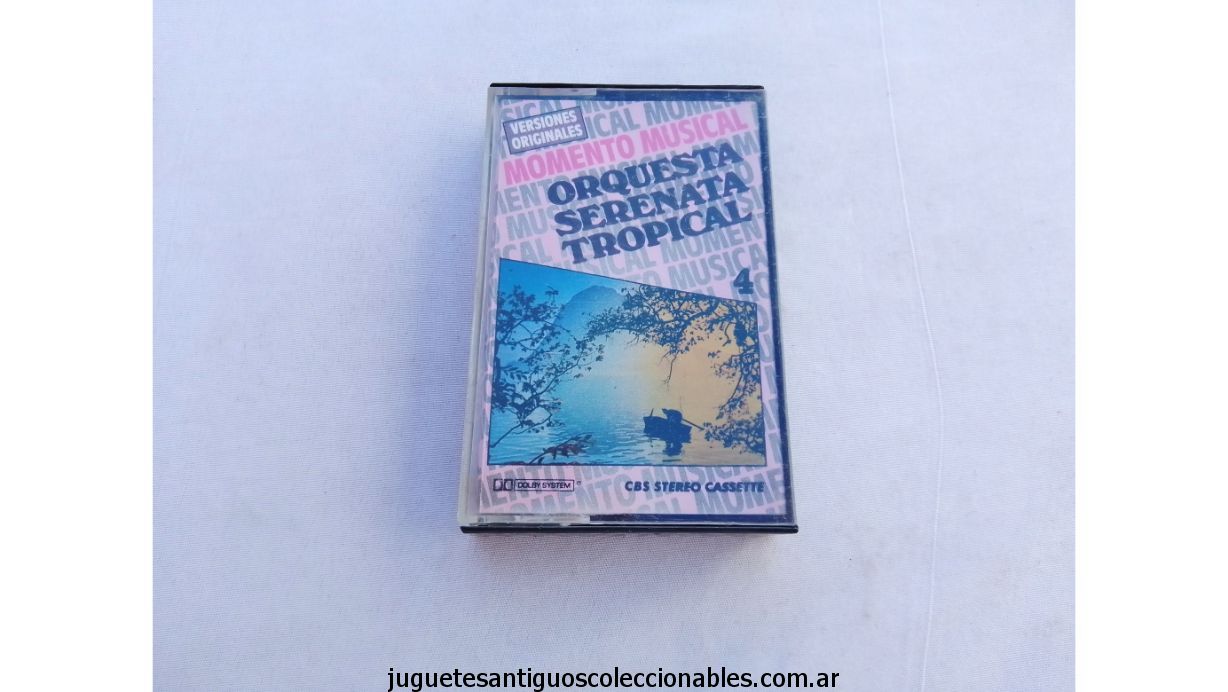 VERSIONES
ORIGINALES
MOMENTO MUSICAL
ORQUESTA
SERENATA
TROPICAL
4
DOLBY SYSTEM
CBS STEREO CASSETTE
juguetesantiguoscoleccionables.com.ar